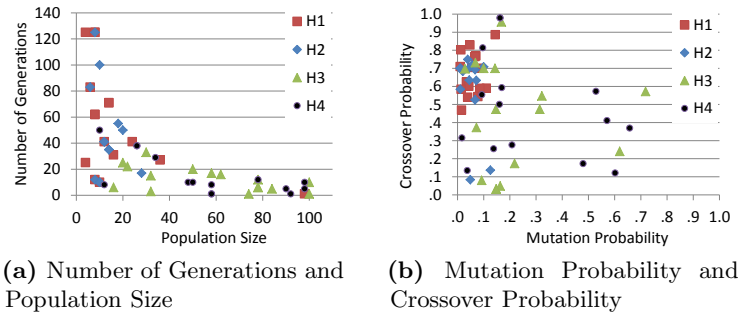 140
120
100
80
60
40
20
0
Number of Generations
0 20 40 60 80 100
Population Size
H1
H2
H3
H4
1.0
.9
.8
.7
.6
.5
.4
.3
.2
.1
.0
Crossover Probability
.0 .1 .2 .3 .4 .5 .6 .7 .8 .9 1.0
Mutation Probability
H1
H2
H3
H4
(a) Number of Generations and
Population Size
(b) Mutation Probability and
Crossover Probability